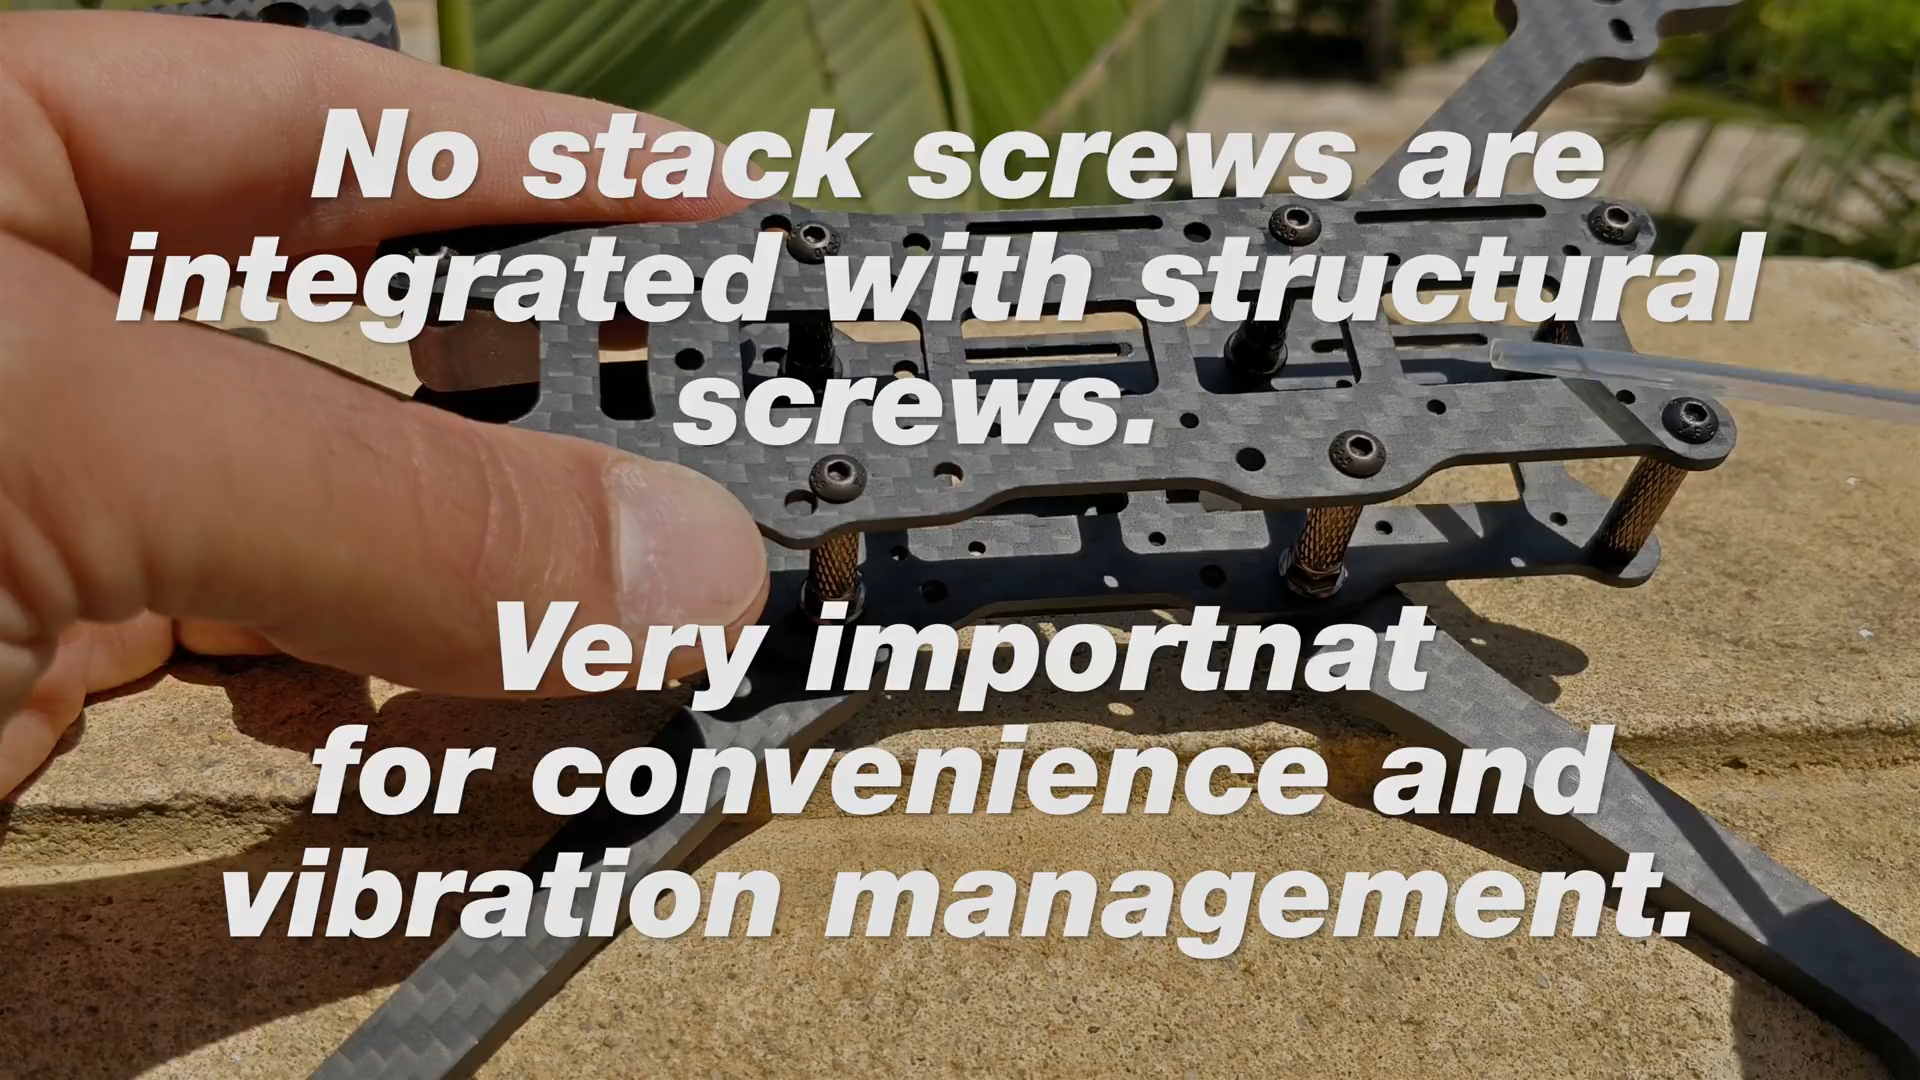 No stack screws are
integrated with structural
screws.
Very importnat
for convenience and
vibration management.